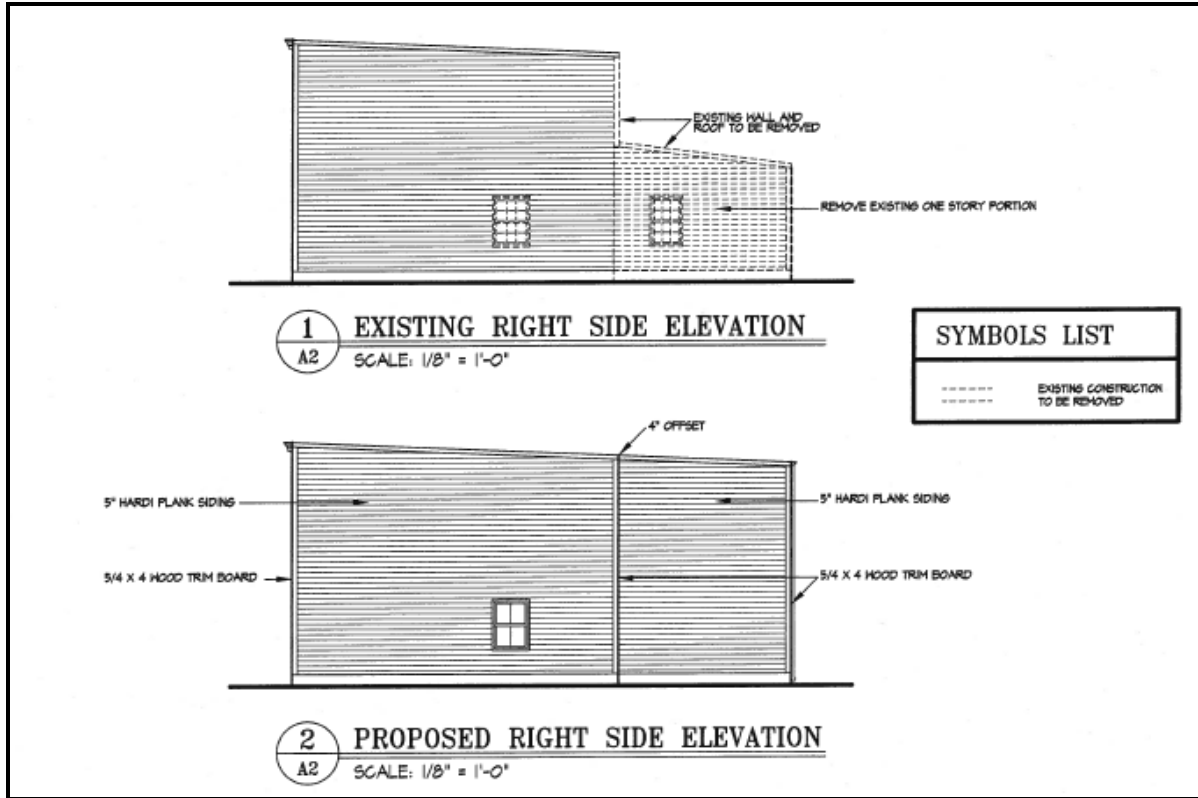 EXISTING WALL AND
ROOF TO BE REMOVED
REMOVE EXISTING ONE STORY PORTION
1
A2
EXISTING RIGHT SIDE ELEVATION
SCALE: 1/8" = 1'-0"
SYMBOLS LIST
EXISTING CONSTRUCTION
TO BE REMOVED
4" OFFSET
5" HARDI PLANK SIDING
5" HARDI PLANK SIDING
5/4 X 4 WOOD TRIM BOARD
5/4 X 4 WOOD TRIM BOARD
2
A2
PROPOSED RIGHT SIDE ELEVATION
SCALE: 1/8" = 1'-0"